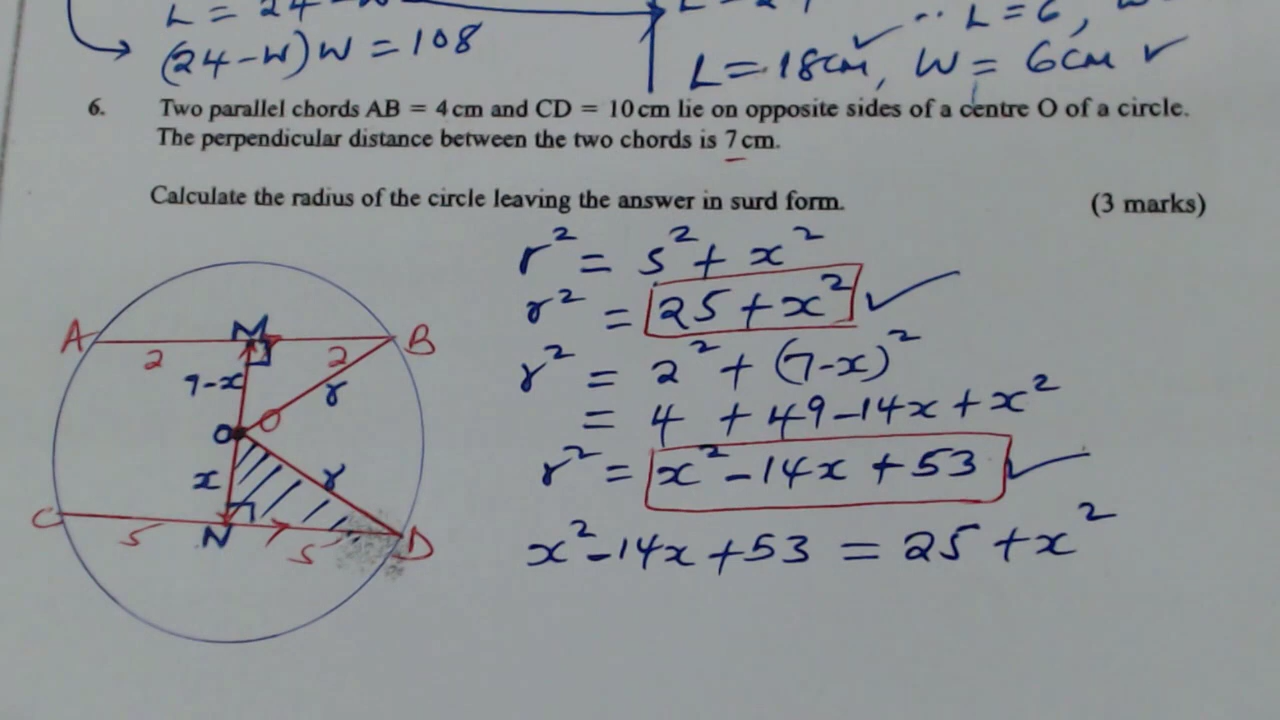 L = 24
(24-W)W = 108
∴ L = 6,
L = 18cm, W = 6cm ✓
6. Two parallel chords AB = 4 cm and CD = 10 cm lie on opposite sides of a centre O of a circle.
The perpendicular distance between the two chords is 7 cm.
Calculate the radius of the circle leaving the answer in surd form. (3 marks)
r² = 5² + x²
r² = 25 + x² ✓
r² = 2² + (7-x)²
= 4 + 49 - 14x + x²
r² = x² - 14x + 53 ✓
x² - 14x + 53 = 25 + x²
A M B
2 2
7-x r
O O
x r
C N D
5 5